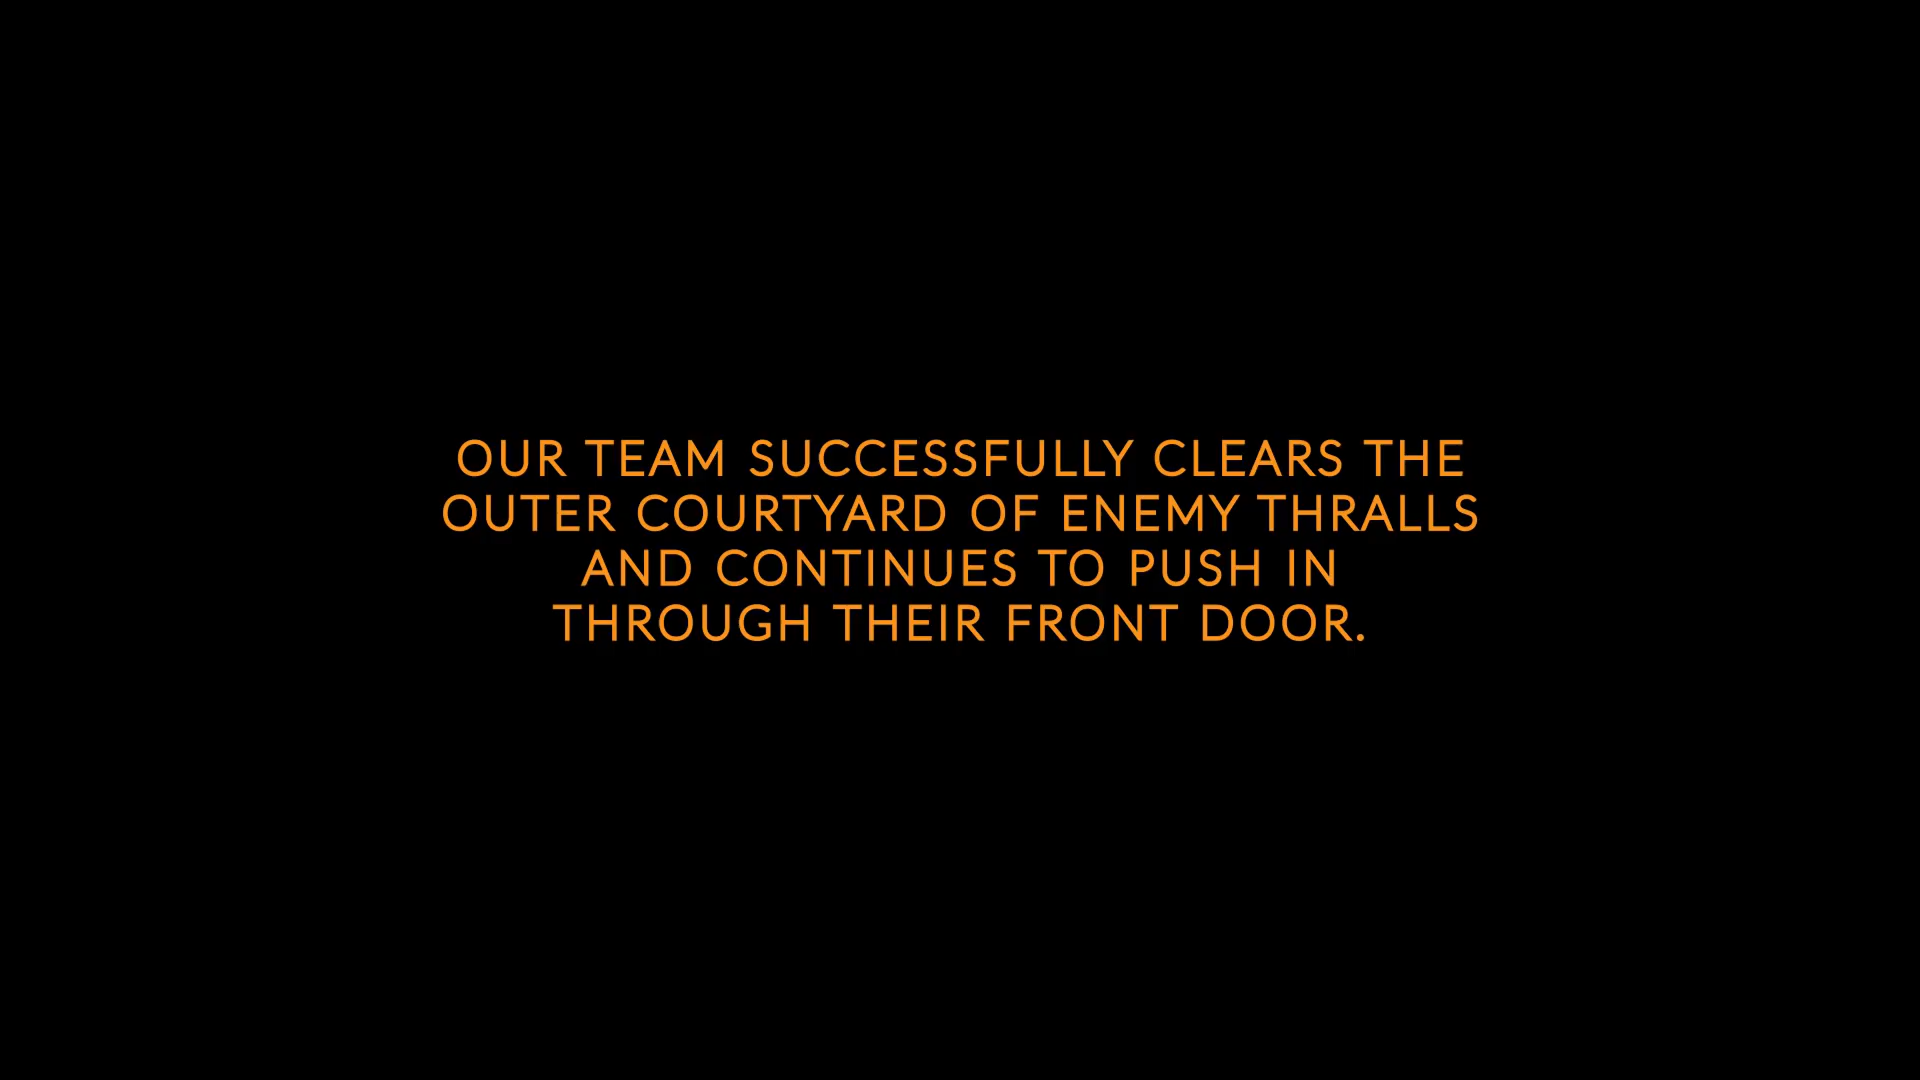 OUR TEAM SUCCESSFULLY CLEARS THE
OUTER COURTYARD OF ENEMY THRALLS
AND CONTINUES TO PUSH IN
THROUGH THEIR FRONT DOOR.